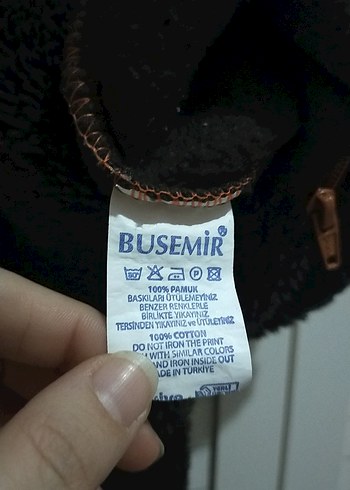 BUSEMİR®
P
100% PAMUK
BASKILARI ÜTÜLEMEYİNİZ
BENZER RENKLERLE
BİRLİKTE YIKAYINIZ
TERSİNDEN YIKAYINIZ ve ÜTÜLEYİNİZ
100% COTTON
DO NOT IRON THE PRINT
WITH SIMILAR COLORS
AND IRON INSIDE OUT
IN TÜRKİYE